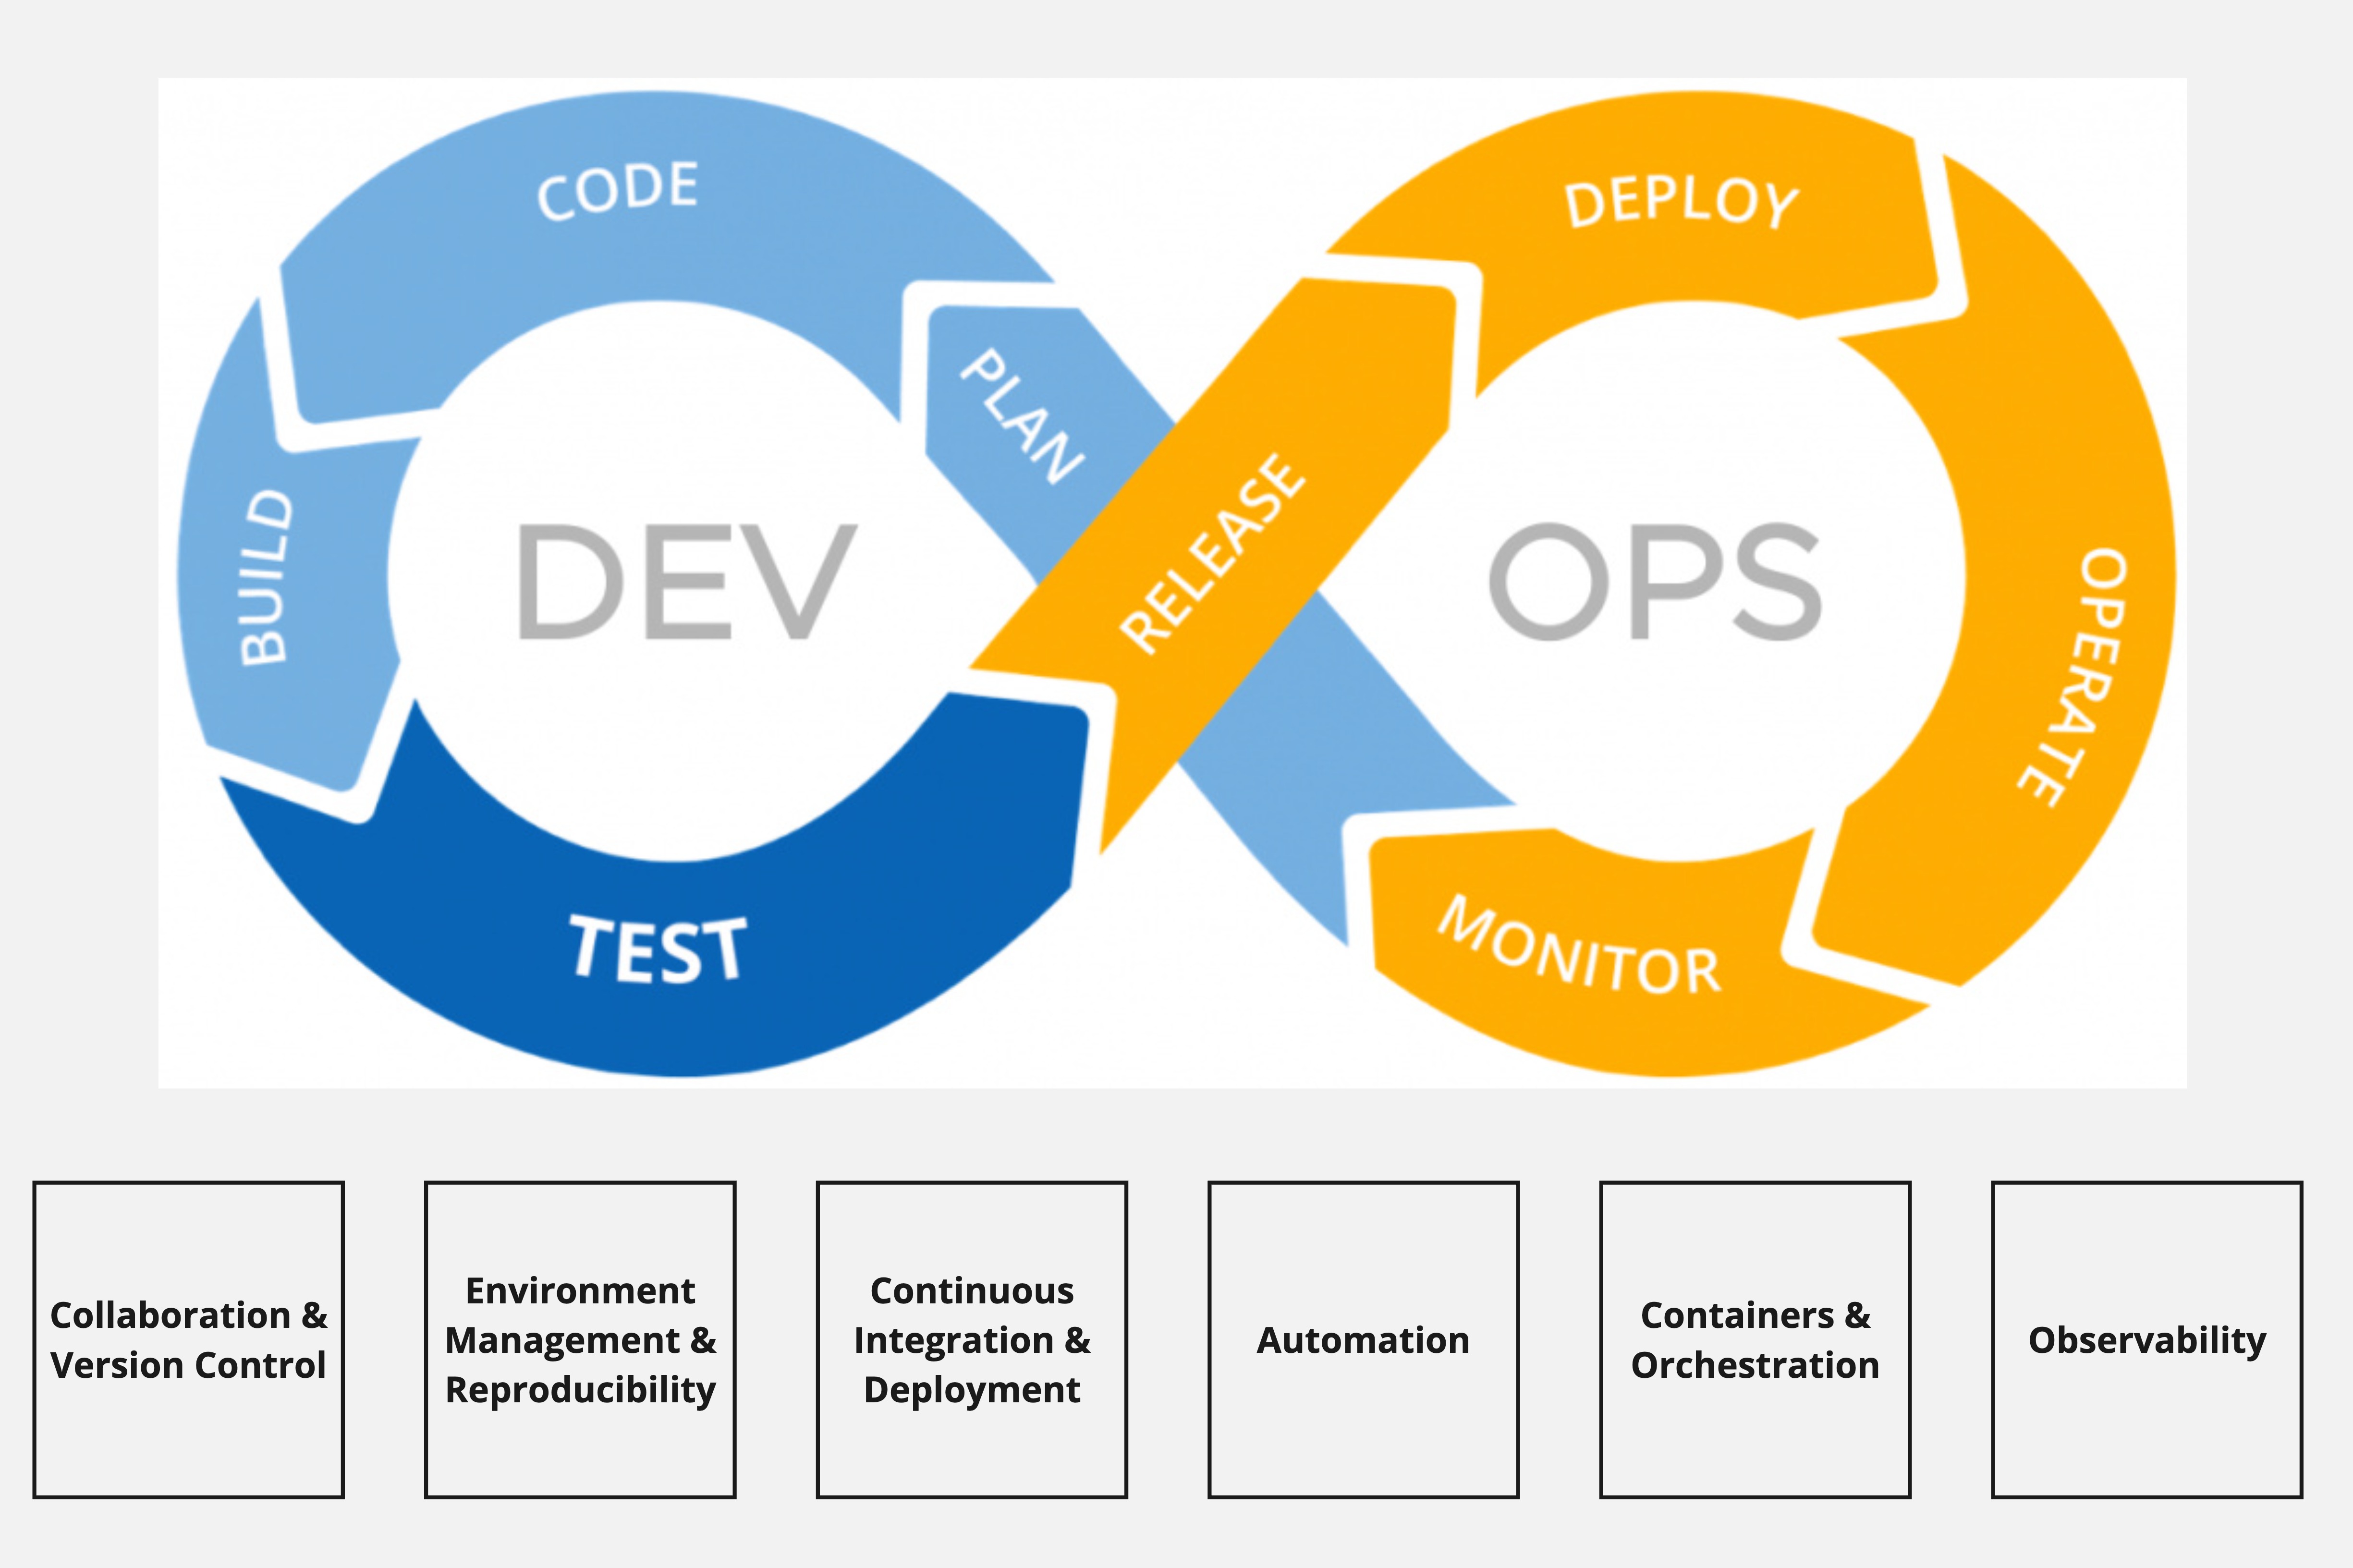 CODE
DEPLOY
PLAN
BUILD
DEV
RELEASE
OPS
OPERATE
TEST
MONITOR
Collaboration &
Version Control
Environment
Management &
Reproducibility
Continuous
Integration &
Deployment
Automation
Containers &
Orchestration
Observability